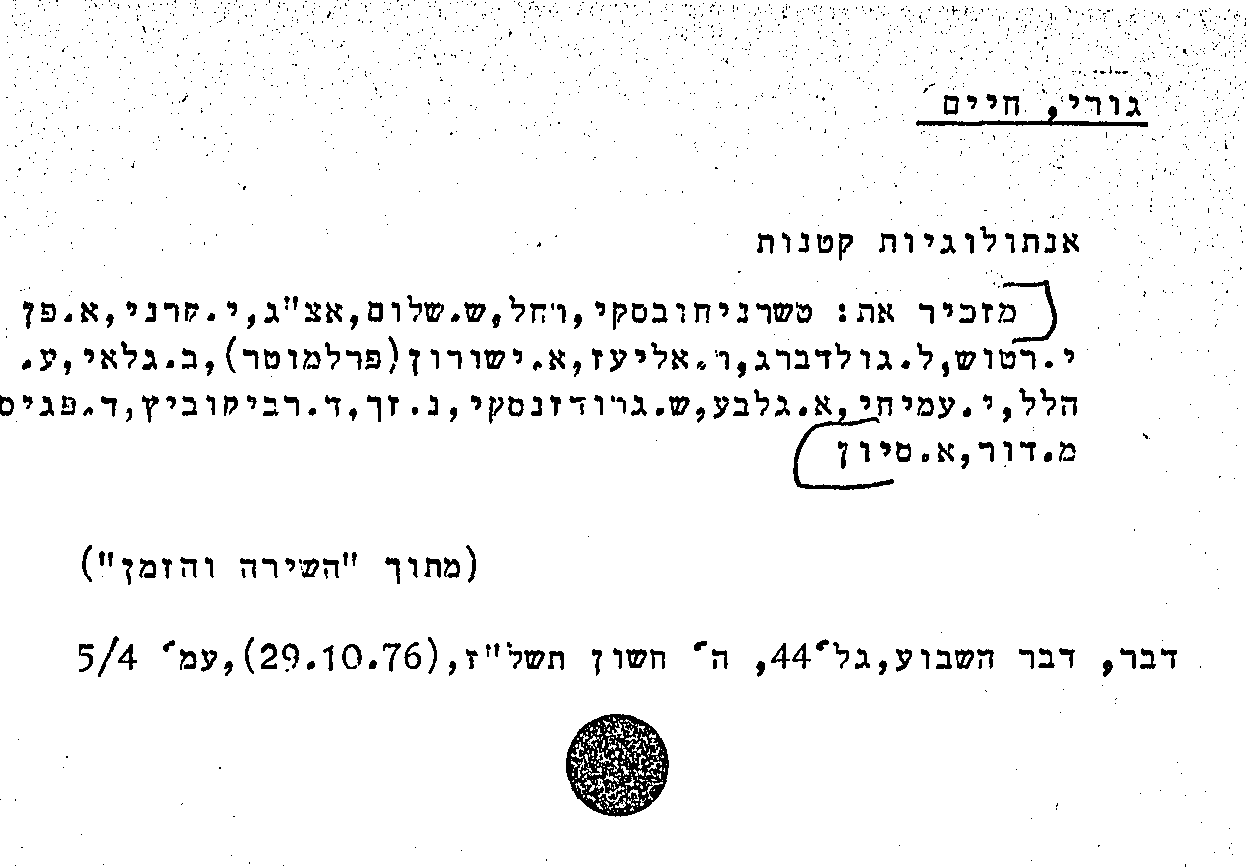 גורי, חיים
אנתולוגיות קטנות
מזכיר את: טשרניחובסקי,רחל,ש.שלום,אצ"ג,י.קרני,א.פן
י.רטוש,ל.גולדברג,ר.אליעז,א.ישורון(פרלמוטר),ב.גלאי,ע.
הלל,י.עמיחי,א.גלבע,ש.גרודזנסקי,נ.זך,ד.רביקוביץ,ד.פגיס
מ.דור,א.סיון
(מתוך "השירה והזמן")
דבר, דבר השבוע,גל'44, ה' חשון תשל"ז,(29.10.76),עמ' 5/4